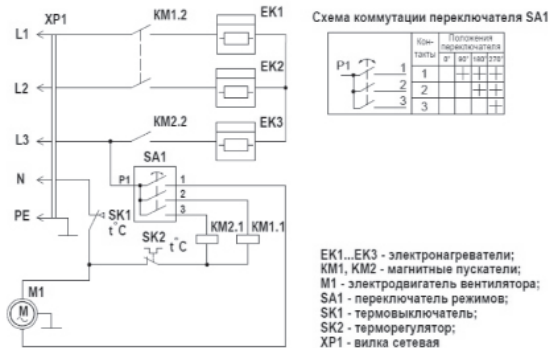 XP1
L1
KM1.2
EK1
L2
EK2
L3
KM2.2
EK3
SA1
P1
1
2
3
N
PE
SK1
t°C
SK2
t°C
KM2.1
KM1.1
M1
M
Схема коммутации переключателя SA1
P1
1
2
3
Кон-
такты
Положения
переключателя
0° 90° 180° 270°
1 + + +
2 + +
3 +
EK1...EK3 - электронагреватели;
KM1, KM2 - магнитные пускатели;
M1 - электродвигатель вентилятора;
SA1 - переключатель режимов;
SK1 - термовыключатель;
SK2 - терморегулятор;
XP1 - вилка сетевая